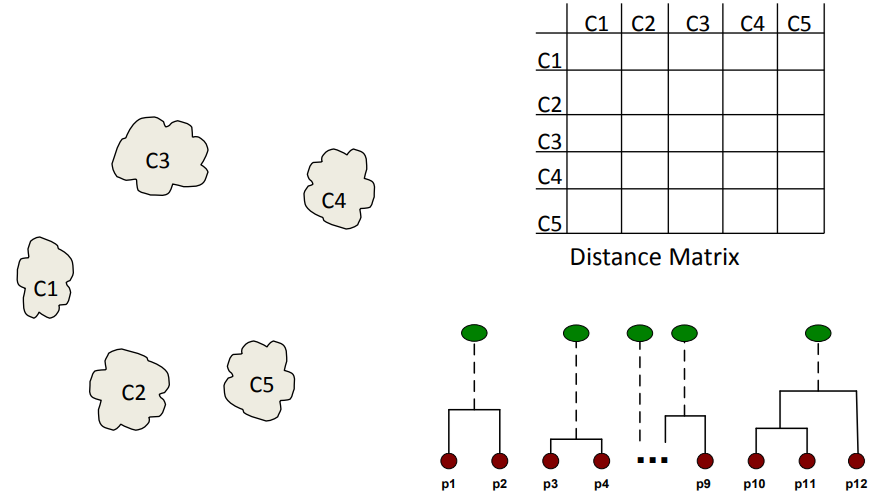 C3
C4
C1
C2
C5
C1 C2 C3 C4 C5
C1
C2
C3
C4
C5
Distance Matrix
...
p1 p2 p3 p4 p9 p10 p11 p12